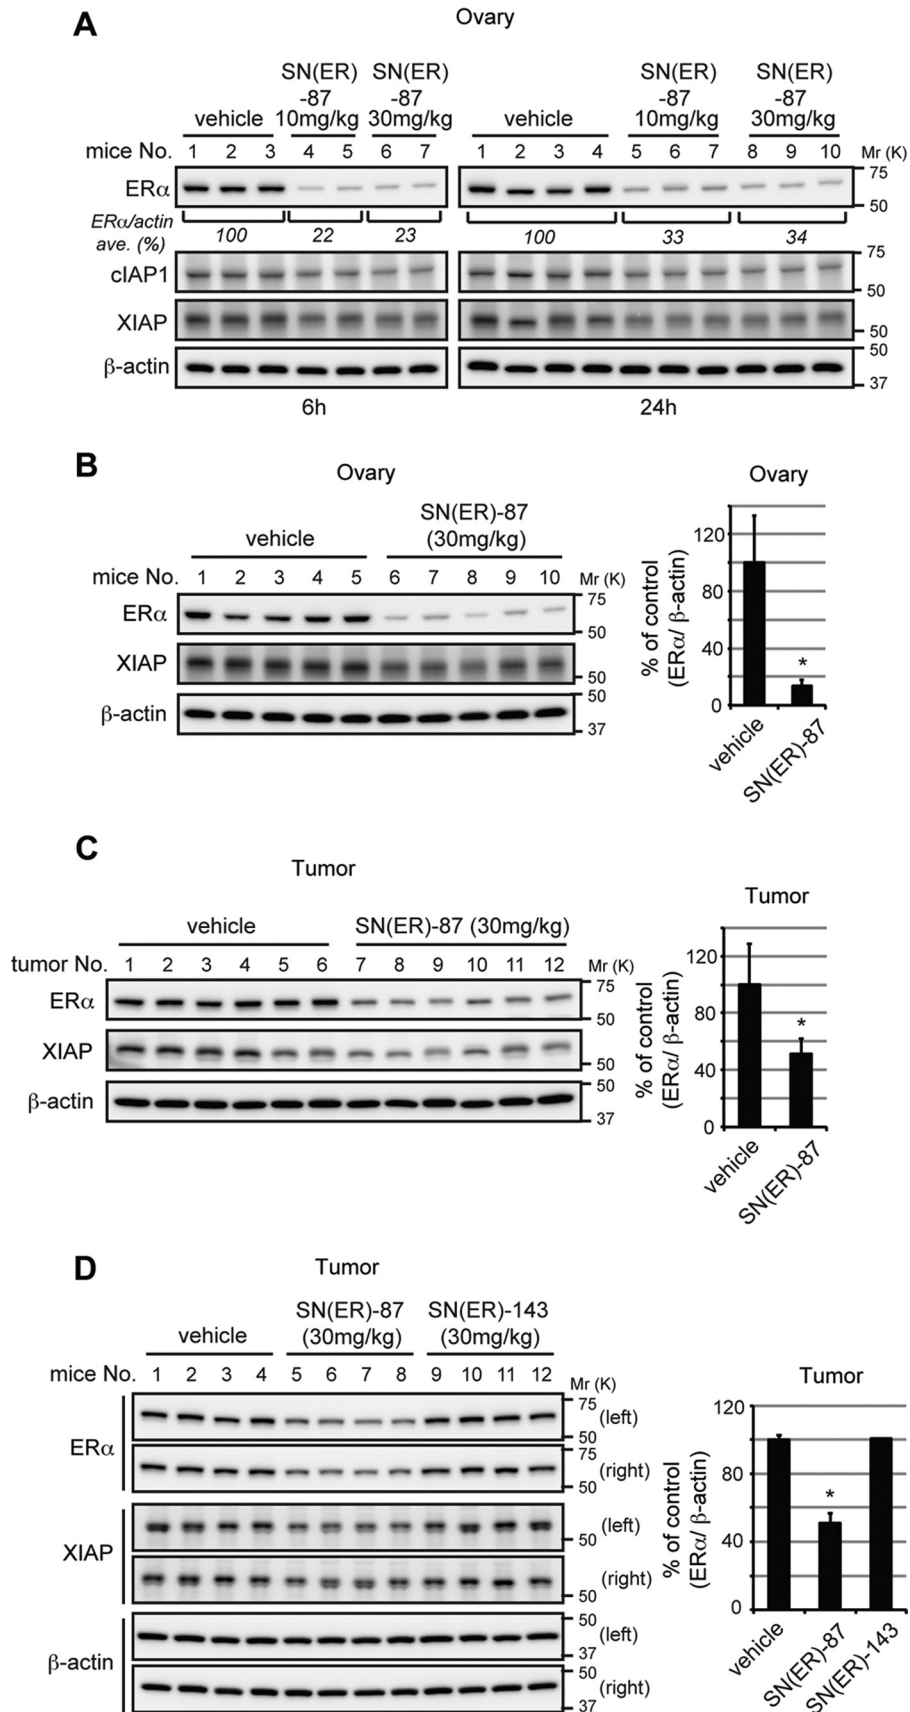 A
Ovary
SN(ER) SN(ER) SN(ER) SN(ER)
-87 -87 -87 -87
vehicle 10mg/kg 30mg/kg vehicle 10mg/kg 30mg/kg
mice No. 1 2 3 4 5 6 7 1 2 3 4 5 6 7 8 9 10 Mr (K)
ERα 75
50
ERα/actin
ave. (%) 100 22 23 100 33 34
cIAP1 75
50
XIAP 50
β-actin 50
37
6h 24h
B
Ovary
SN(ER)-87
vehicle (30mg/kg)
mice No. 1 2 3 4 5 6 7 8 9 10 Mr (K)
ERα 75
50
XIAP 50
β-actin 50
37
Ovary
% of control
(ERα/ β-actin)
120
80
40
0
*
vehicle
SN(ER)-87
C
Tumor
vehicle SN(ER)-87 (30mg/kg)
tumor No. 1 2 3 4 5 6 7 8 9 10 11 12 Mr (K)
ERα 75
50
XIAP 50
β-actin 50
37
Tumor
% of control
(ERα/ β-actin)
120
80
40
0
*
vehicle
SN(ER)-87
D
Tumor
SN(ER)-87 SN(ER)-143
vehicle (30mg/kg) (30mg/kg)
mice No. 1 2 3 4 5 6 7 8 9 10 11 12 Mr (K)
ERα
75
50 (left)
75
50 (right)
XIAP
50 (left)
50 (right)
β-actin
50
37 (left)
50
37 (right)
Tumor
% of control
(ERα/ β-actin)
120
80
40
0
*
vehicle
SN(ER)-87
SN(ER)-143